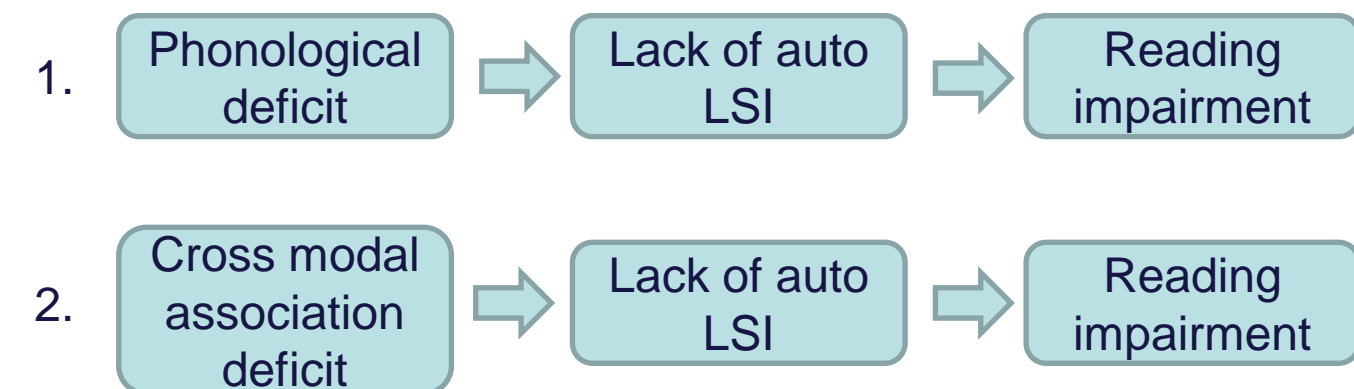 1.
Phonological
deficit
Lack of auto
LSI
Reading
impairment
2.
Cross modal
association
deficit
Lack of auto
LSI
Reading
impairment